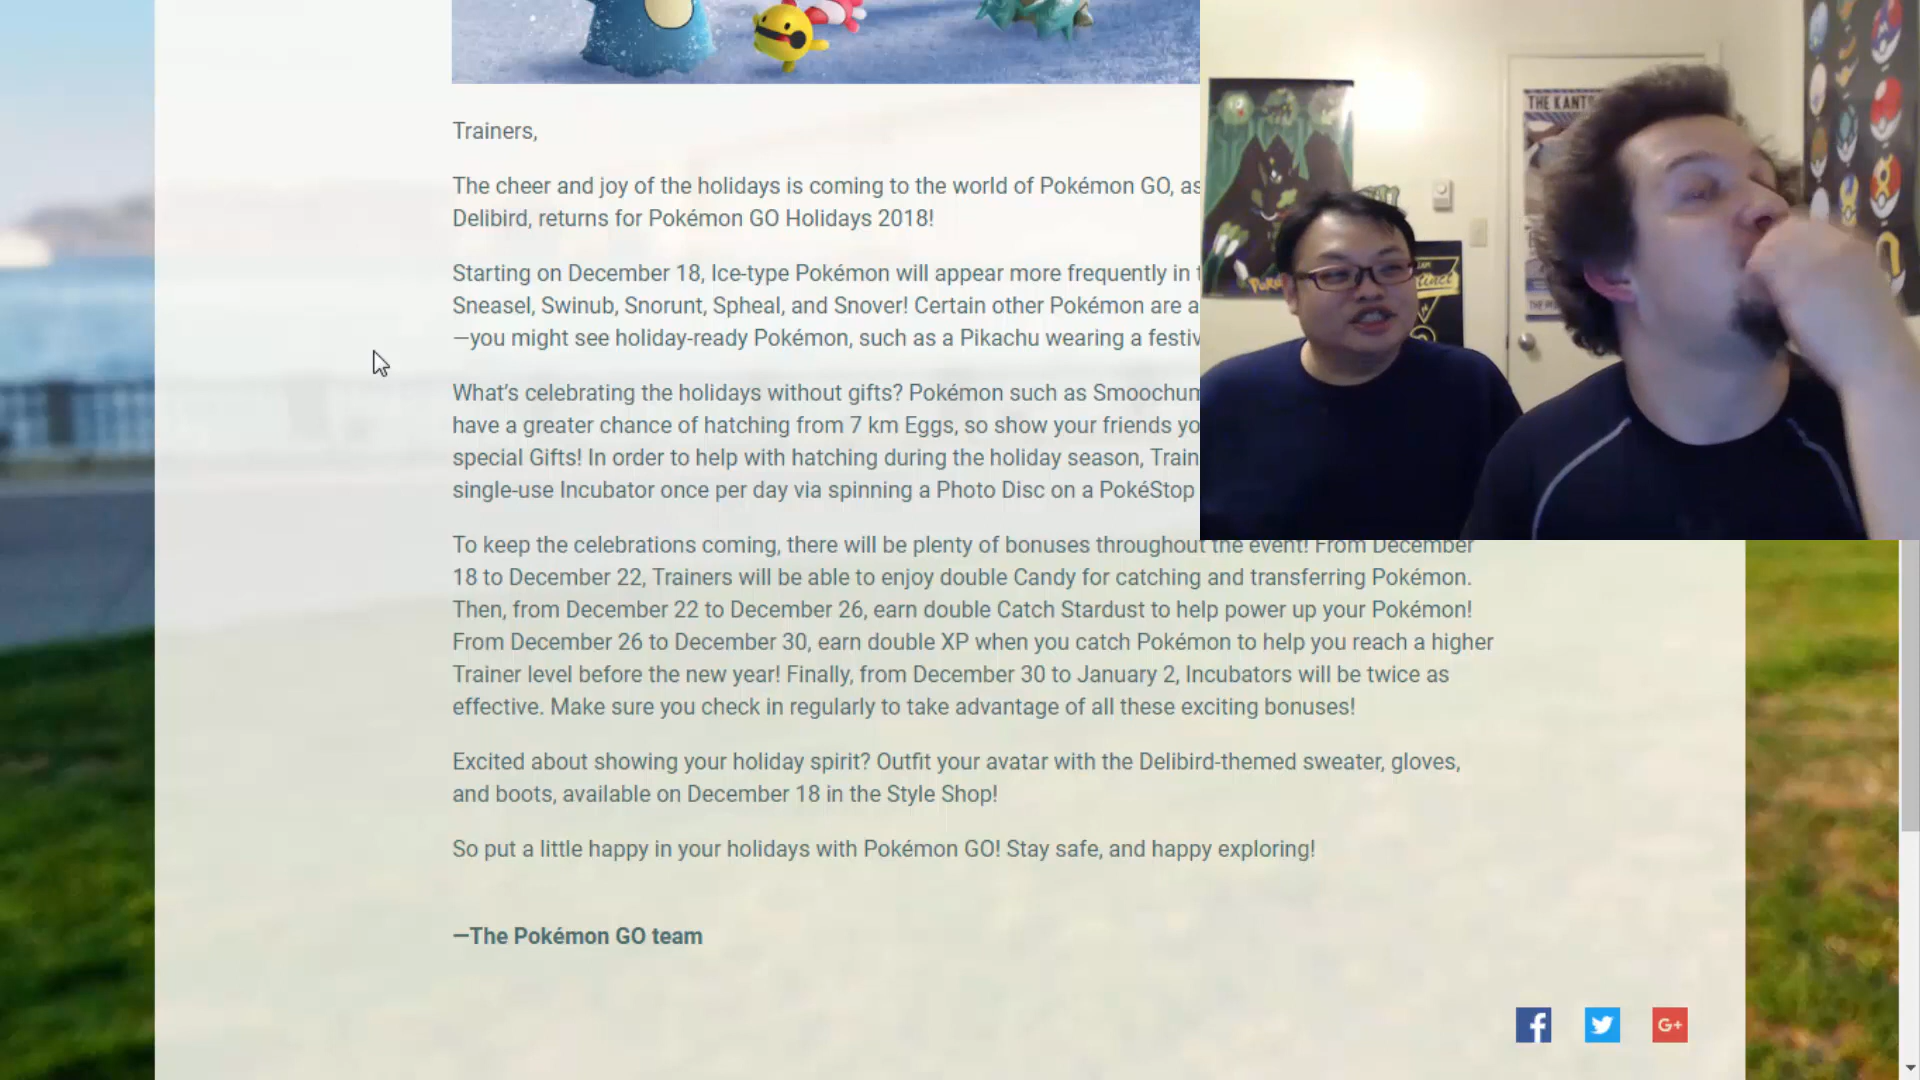 Trainers,
The cheer and joy of the holidays is coming to the world of Pokémon GO, as
Delibird, returns for Pokémon GO Holidays 2018!
Starting on December 18, Ice-type Pokémon will appear more frequently in
Sneasel, Swinub, Snorunt, Spheal, and Snover! Certain other Pokémon are
—you might see holiday-ready Pokémon, such as a Pikachu wearing a
What's celebrating the holidays without gifts? Pokémon such as
have a greater chance of hatching from 7 km Eggs, so show your friends
special Gifts! In order to help with hatching during the holiday season,
single-use Incubator once per day via spinning a Photo Disc on a PokéStop
THE KANTO
To keep the celebrations coming, there will be plenty of bonuses throughout the event! From December
18 to December 22, Trainers will be able to enjoy double Candy for catching and transferring Pokémon.
Then, from December 22 to December 26, earn double Catch Stardust to help power up your Pokémon!
From December 26 to December 30, earn double XP when you catch Pokémon to help you reach a higher
Trainer level before the new year! Finally, from December 30 to January 2, Incubators will be twice as
effective. Make sure you check in regularly to take advantage of all these exciting bonuses!
Excited about showing your holiday spirit? Outfit your avatar with the Delibird-themed sweater, gloves,
and boots, available on December 18 in the Style Shop!
So put a little happy in your holidays with Pokémon GO! Stay safe, and happy exploring!
—The Pokémon GO team
G+